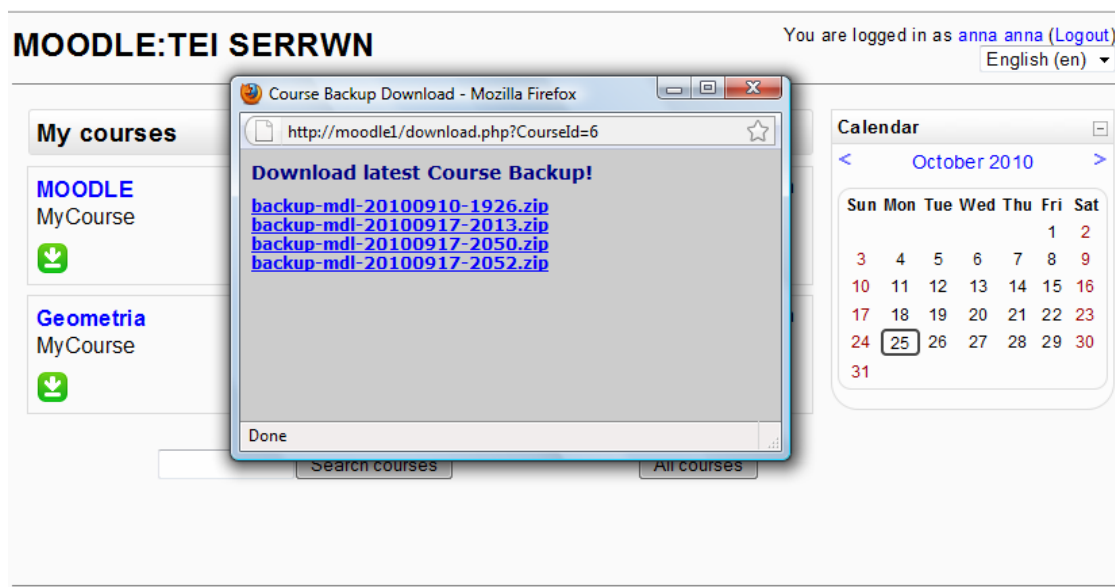 MOODLE:TEI SERRWN
You are logged in as anna anna (Logout)
English (en)
Course Backup Download - Mozilla Firefox
http://moodle1/download.php?CourseId=6
Download latest Course Backup!
backup-mdl-20100910-1926.zip
backup-mdl-20100917-2013.zip
backup-mdl-20100917-2050.zip
backup-mdl-20100917-2052.zip
Done
My courses
MOODLE
MyCourse
Geometria
MyCourse
Search courses
All courses
Calendar
< October 2010 >
Sun Mon Tue Wed Thu Fri Sat
1 2
3 4 5 6 7 8 9
10 11 12 13 14 15 16
17 18 19 20 21 22 23
24 25 26 27 28 29 30
31